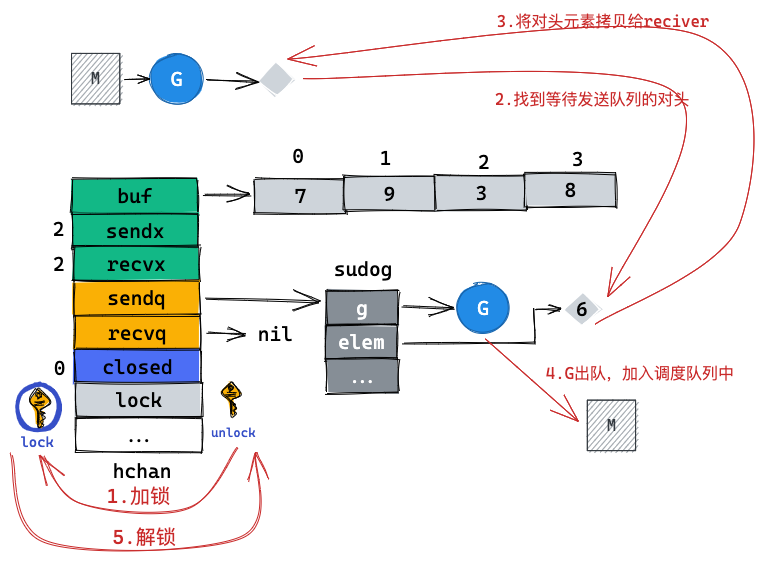 3.将对头元素拷贝给reciver
M
G
2.找到等待发送队列的对头
0
1
2
3
buf
7
9
3
8
2
sendx
2
recvx
sudog
sendq
g
G
6
recvq
nil
elem
0
closed
...
4.G出队，加入调度队列中
lock
M
lock
...
unlock
hchan
1.加锁
5.解锁